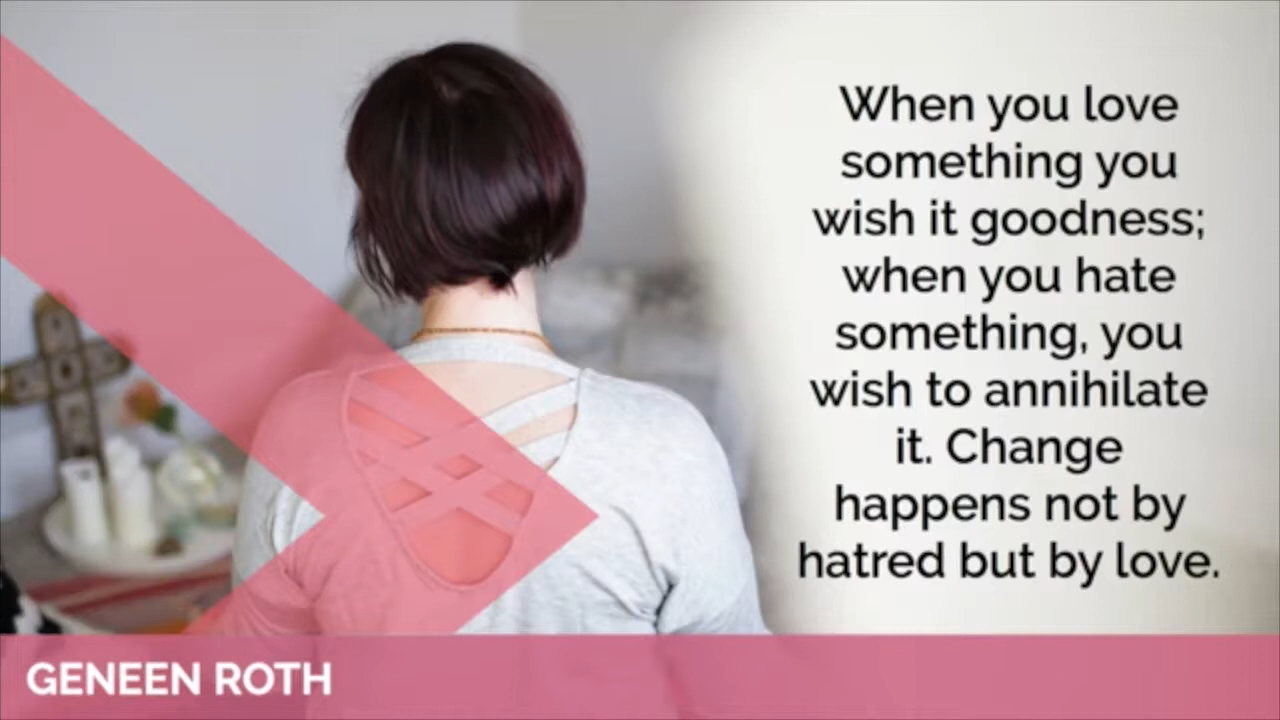 When you love
something you
wish it goodness;
when you hate
something, you
wish to annihilate
it. Change
happens not by
hatred but by love.
GENEEN ROTH